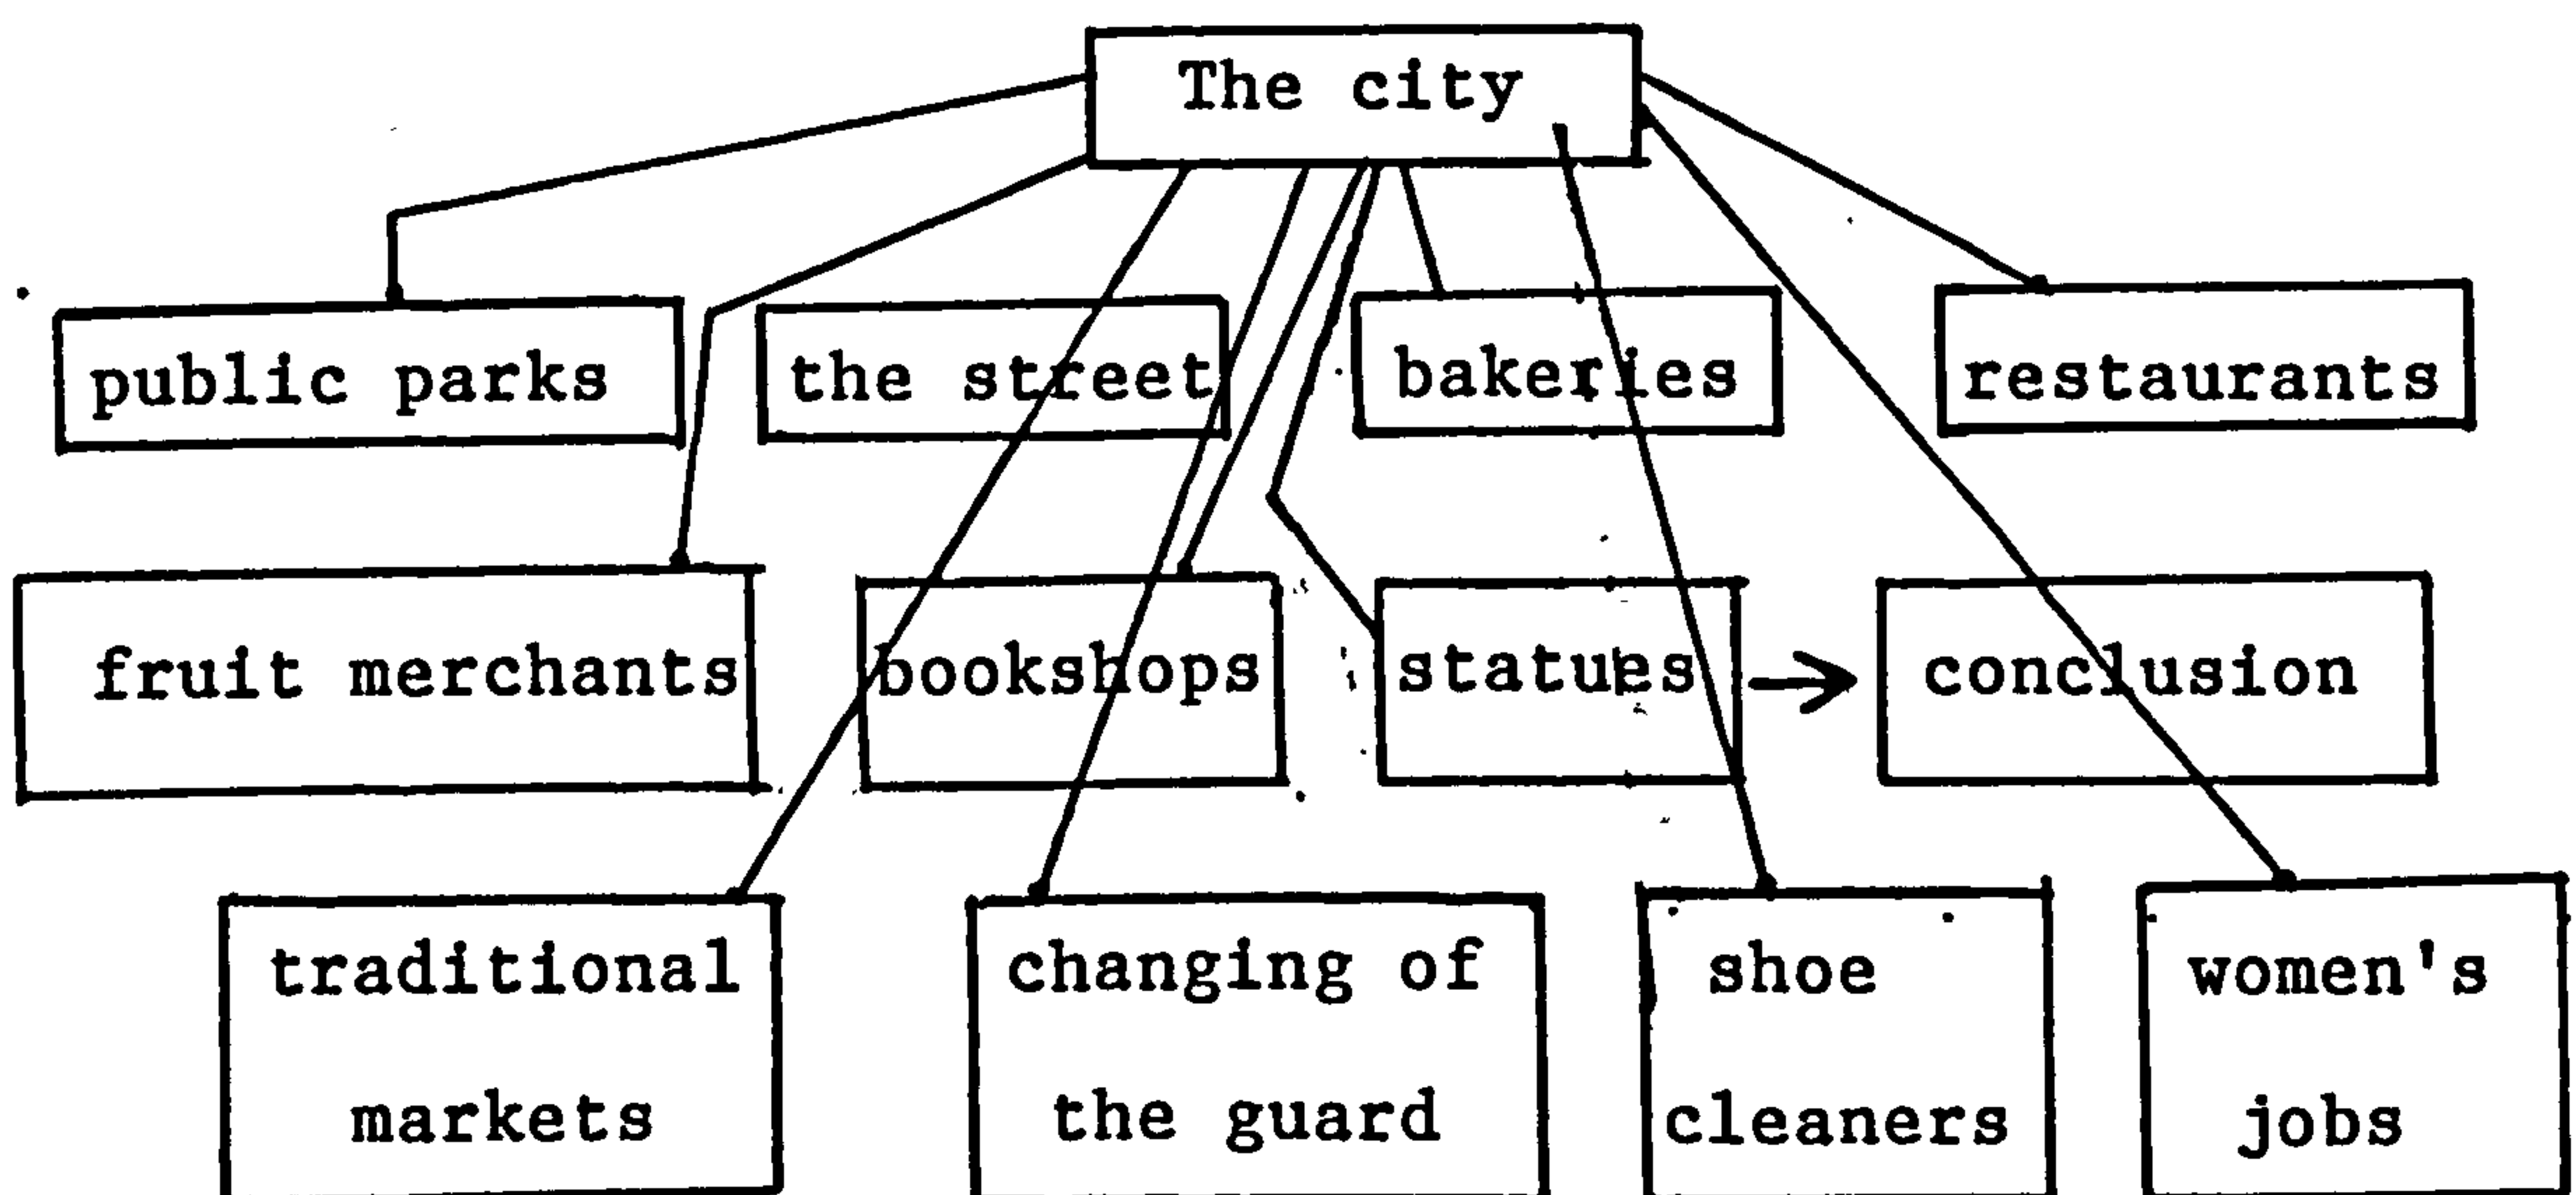 The city
public parks
the street
bakeries
restaurants
fruit merchants
bookshops
statues
conclusion
traditional
markets
changing of
the guard
shoe
cleaners
women's
jobs